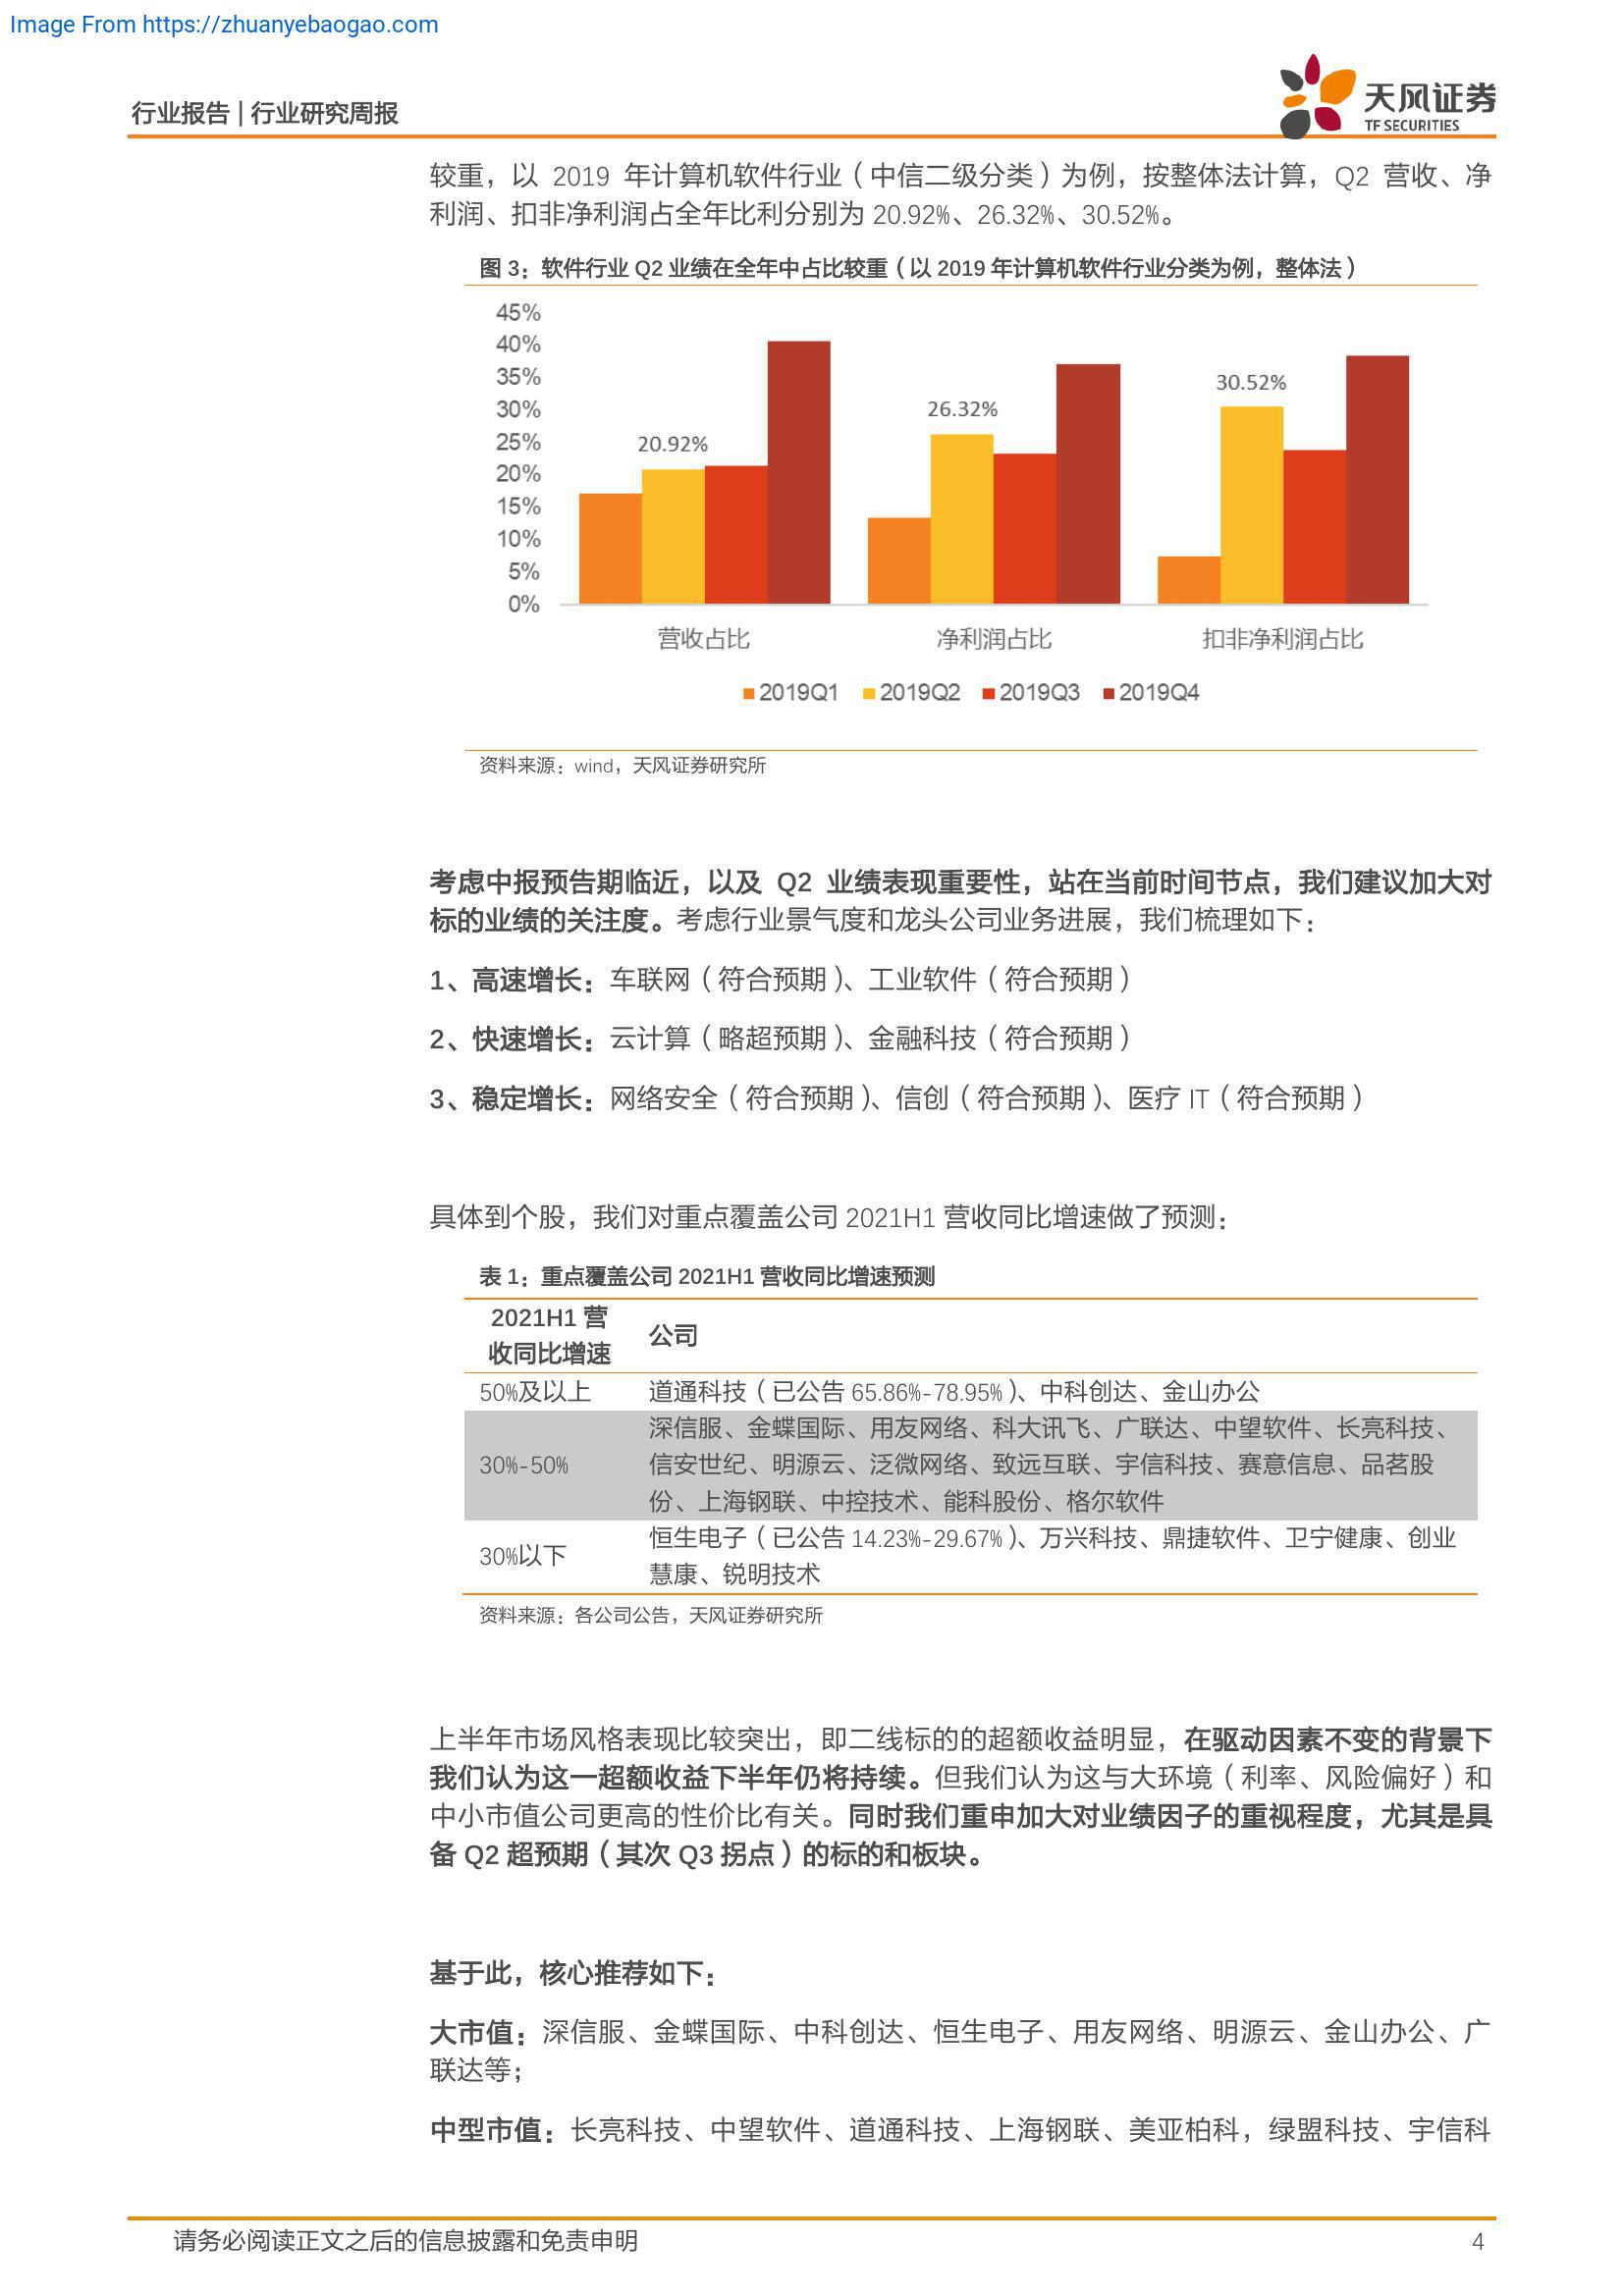 Image From https://zhuanyebaogao.com
行业报告 | 行业研究周报
天风证券
TF SECURITIES
较重，以 2019 年计算机软件行业（中信二级分类）为例，按整体法计算，Q2 营收、净
利润、扣非净利润占全年比利分别为 20.92%、26.32%、30.52%。
图 3：软件行业 Q2 业绩在全年中占比较重（以 2019 年计算机软件行业分类为例，整体法）
45%
40%
35%
30%
25%
20%
15%
10%
5%
0%
20.92%
26.32%
30.52%
营收占比 净利润占比 扣非净利润占比
2019Q1 2019Q2 2019Q3 2019Q4
资料来源：wind，天风证券研究所
考虑中报预告期临近，以及 Q2 业绩表现重要性，站在当前时间节点，我们建议加大对
标的业绩的关注度。考虑行业景气度和龙头公司业务进展，我们梳理如下：
1、高速增长：车联网（符合预期）、工业软件（符合预期）
2、快速增长：云计算（略超预期）、金融科技（符合预期）
3、稳定增长：网络安全（符合预期）、信创（符合预期）、医疗 IT（符合预期）
具体到个股，我们对重点覆盖公司 2021H1 营收同比增速做了预测：
表 1：重点覆盖公司 2021H1 营收同比增速预测
2021H1 营
收同比增速
公司
50%及以上 道通科技（已公告 65.86%-78.95%）、中科创达、金山办公
30%-50%
深信服、金蝶国际、用友网络、科大讯飞、广联达、中望软件、长亮科技、
信安世纪、明源云、泛微网络、致远互联、宇信科技、赛意信息、品茗股
份、上海钢联、中控技术、能科股份、格尔软件
30%以下
恒生电子（已公告 14.23%-29.67%）、万兴科技、鼎捷软件、卫宁健康、创业
慧康、锐明技术
资料来源：各公司公告，天风证券研究所
上半年市场风格表现比较突出，即二线标的的超额收益明显，在驱动因素不变的背景下
我们认为这一超额收益下半年仍将持续。但我们认为这与大环境（利率、风险偏好）和
中小市值公司更高的性价比有关。同时我们重申加大对业绩因子的重视程度，尤其是具
备 Q2 超预期（其次 Q3 拐点）的标的和板块。
基于此，核心推荐如下：
大市值：深信服、金蝶国际、中科创达、恒生电子、用友网络、明源云、金山办公、广
联达等；
中型市值：长亮科技、中望软件、道通科技、上海钢联、美亚柏科，绿盟科技、宇信科
请务必阅读正文之后的信息披露和免责申明
4